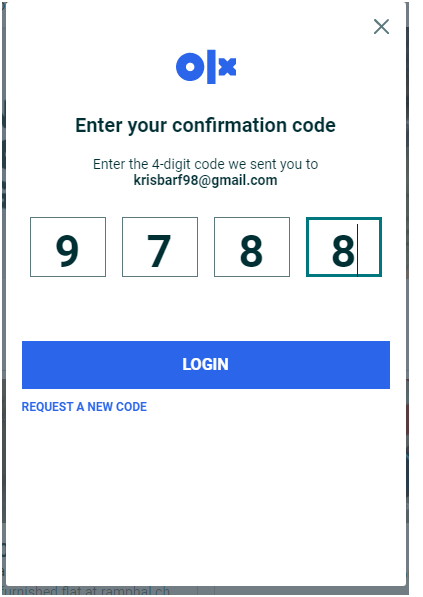 olx
Enter your confirmation code
Enter the 4-digit code we sent you to
krisbarf98@gmail.com
9 7 8 8
LOGIN
REQUEST A NEW CODE
urnished flat at rampbal ch